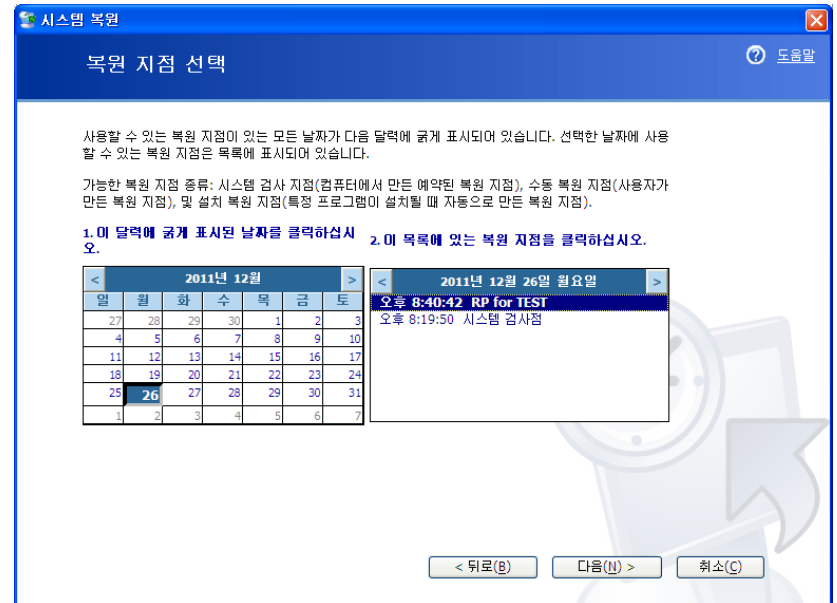 시스템 복원
복원 지점 선택
도움말
사용할 수 있는 복원 지점이 있는 모든 날짜가 다음 달력에 굵게 표시되어 있습니다. 선택한 날짜에 사용
할 수 있는 복원 지점은 목록에 표시되어 있습니다.
가능한 복원 지점 종류: 시스템 검사 지점(컴퓨터에서 만든 예약된 복원 지점), 수동 복원 지점(사용자가
만든 복원 지점), 및 설치 복원 지점(특정 프로그램이 설치될 때 자동으로 만든 복원 지점).
1. 이 달력에 굵게 표시된 날짜를 클릭하십시
오.
2. 이 목록에 있는 복원 지점을 클릭하십시오.
< 2011년 12월 >
일 월 화 수 목 금 토
27 28 29 30 1 2 3
4 5 6 7 8 9 10
11 12 13 14 15 16 17
18 19 20 21 22 23 24
25 26 27 28 29 30 31
1 2 3 4 5 6 7
< 2011년 12월 26일 월요일 >
오후 8:40:42 RP for TEST
오후 8:19:50 시스템 검사점
< 뒤로(B)
다음(N) >
취소(C)